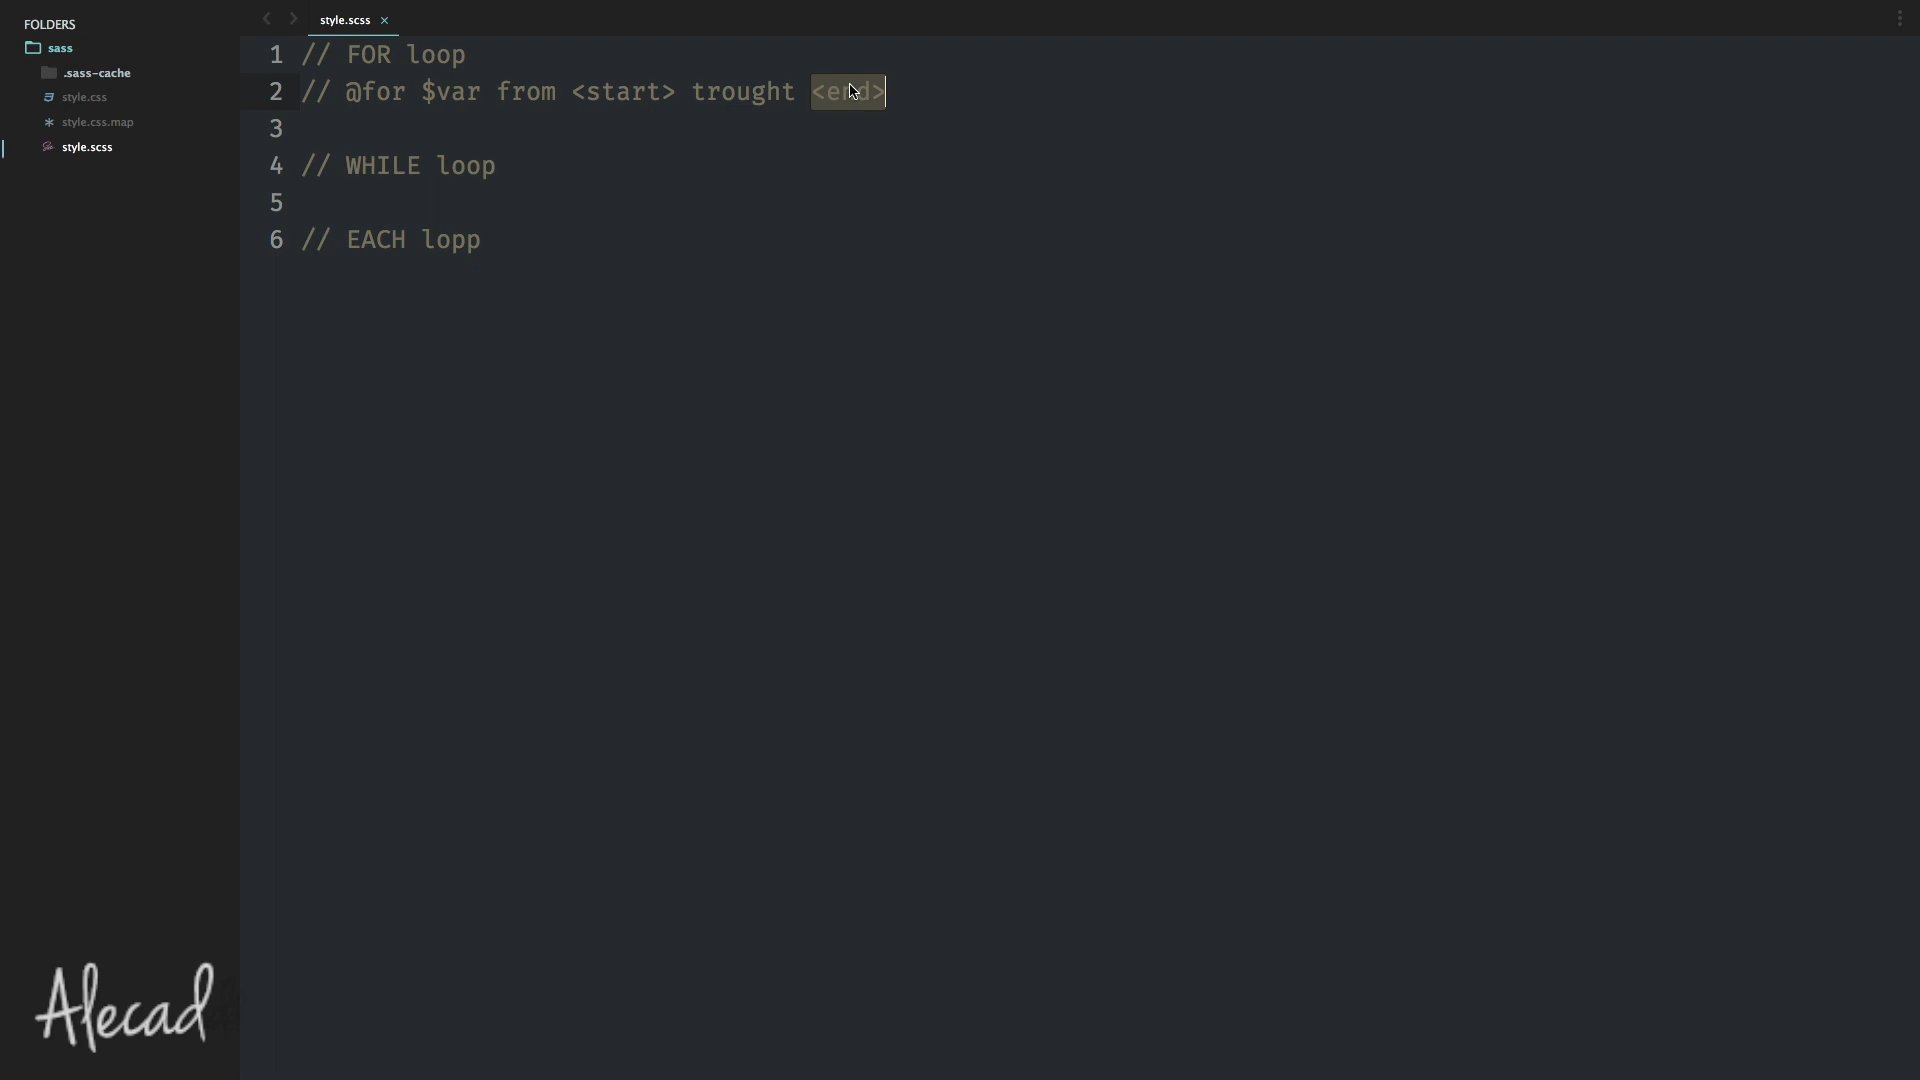 FOLDERS
sass
.sass-cache
style.css
style.css.map
style.scss
style.scss ×
1 // FOR loop
2 // @for $var from <start> trought <end>
3
4 // WHILE loop
5
6 // EACH lopp
Alecad